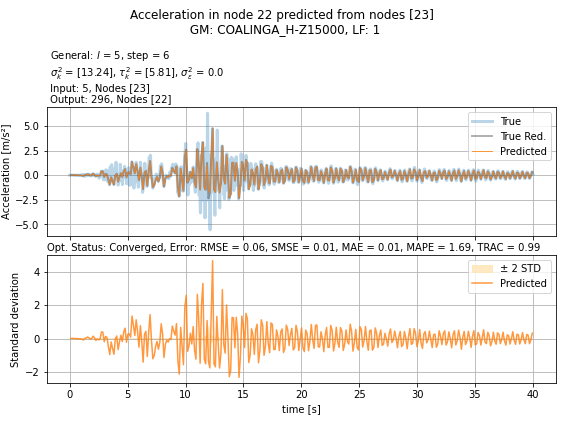 Acceleration in node 22 predicted from nodes [23]
GM: COALINGA_H-Z15000, LF: 1
General: l = 5, step = 6
σ²ₖ = [13.24], τ²ₖ = [5.81], σ²ε = 0.0
Input: 5, Nodes [23]
Output: 296, Nodes [22]
Acceleration [m/s²]
5.0
2.5
0.0
−2.5
−5.0
True
True Red.
Predicted
Opt. Status: Converged, Error: RMSE = 0.06, SMSE = 0.01, MAE = 0.01, MAPE = 1.69, TRAC = 0.99
Standard deviation
4
2
0
−2
± 2 STD
Predicted
0 5 10 15 20 25 30 35 40
time [s]